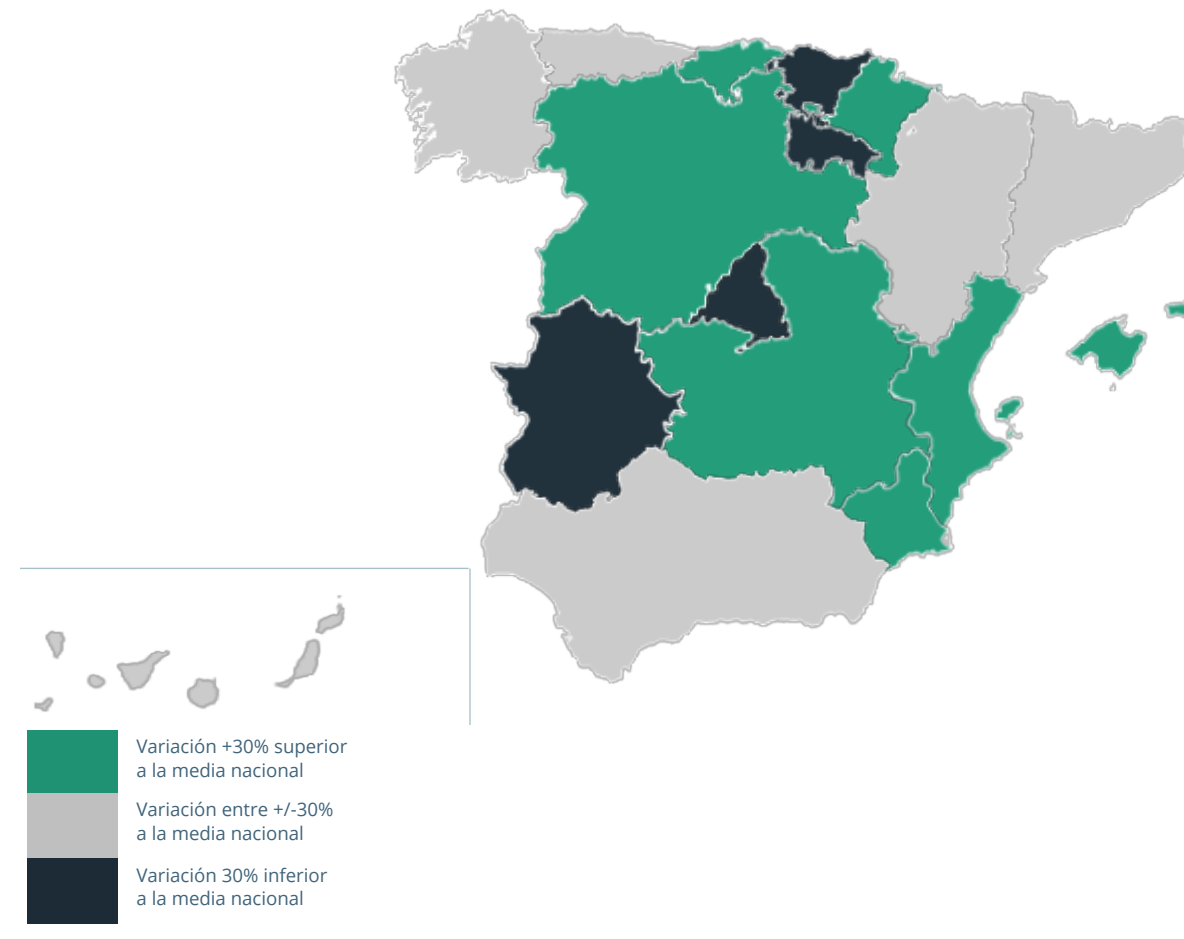 Variación +30% superior
a la media nacional
Variación entre +/-30%
a la media nacional
Variación 30% inferior
a la media nacional